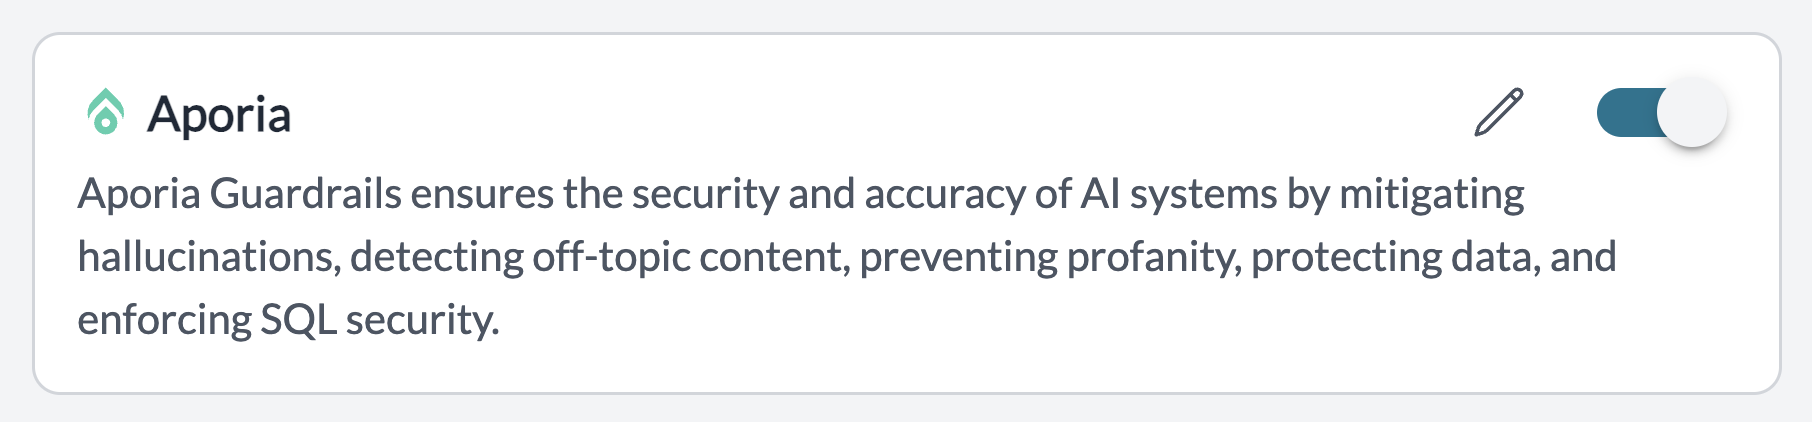 Aporia
Aporia Guardrails ensures the security and accuracy of AI systems by mitigating
hallucinations, detecting off-topic content, preventing profanity, protecting data, and
enforcing SQL security.